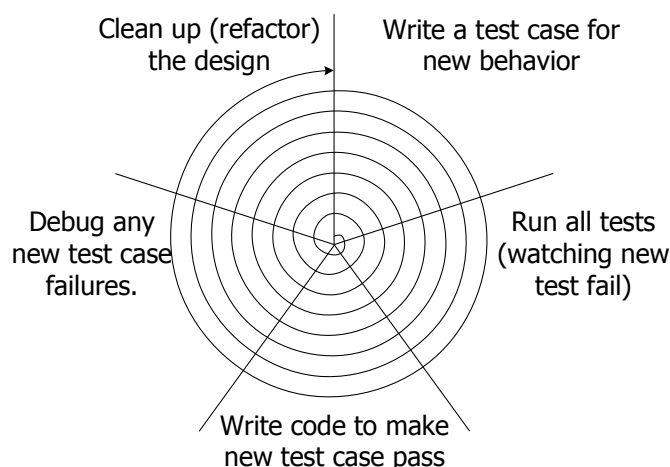 Clean up (refactor)
the design
Write a test case for
new behavior
Run all tests
(watching new
test fail)
Write code to make
new test case pass
Debug any
new test case
failures.